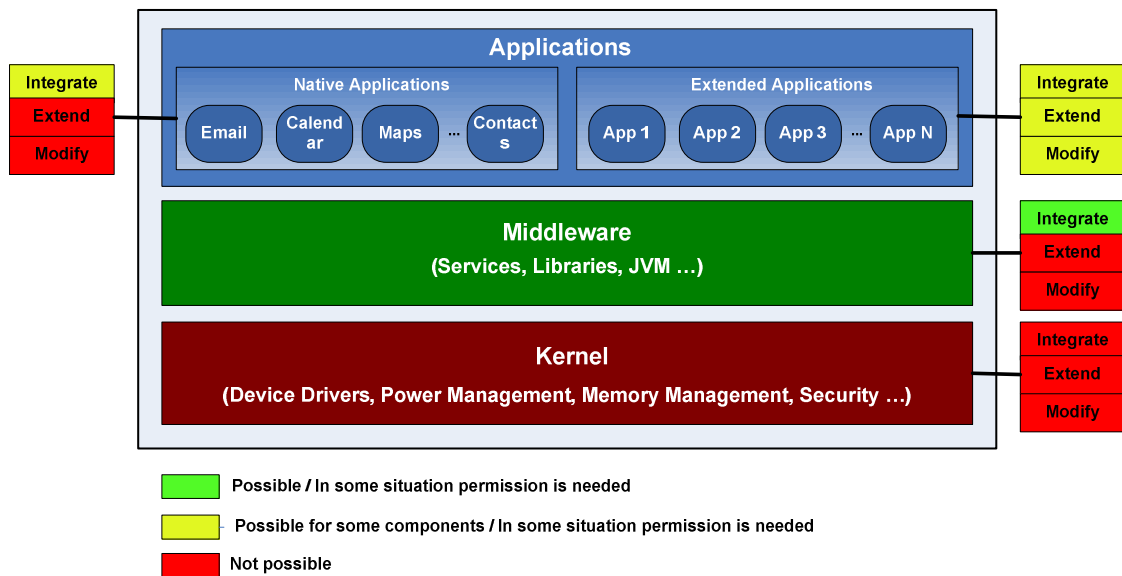 Applications
Native Applications
Extended Applications
Email
Calend
ar
Maps
...
Contact
s
App 1
App 2
App 3
...
App N
Integrate
Extend
Modify
Integrate
Extend
Modify
Middleware
(Services, Libraries, JVM ...)
Integrate
Extend
Modify
Kernel
(Device Drivers, Power Management, Memory Management, Security ...)
Integrate
Extend
Modify
Possible / In some situation permission is needed
Possible for some components / In some situation permission is needed
Not possible